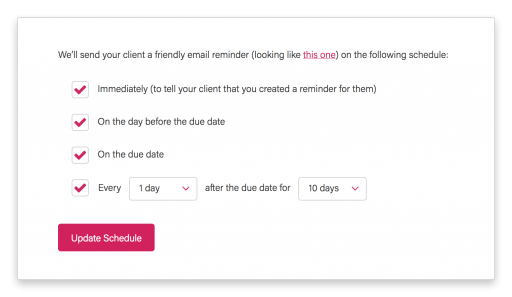 We'll send your client a friendly email reminder (looking like this one) on the following schedule:
Immediately (to tell your client that you created a reminder for them)
On the day before the due date
On the due date
Every 1 day after the due date for 10 days
Update Schedule